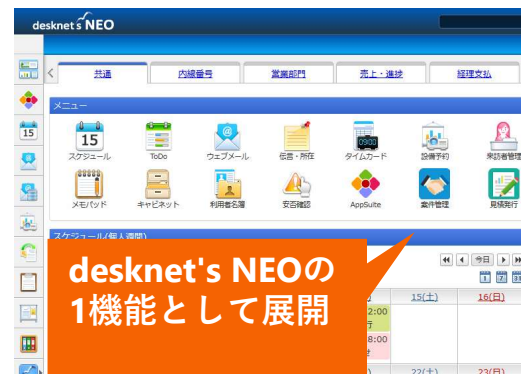 desknet's NEO
共通
内線番号
営業部門
売上・進捗
経理支払
メニュー
15
スケジュール
ToDo
ウェブメール
伝言・所在
0900
タイムカード
設備予約
来訪者管理
メモパッド
キャビネット
利用者名簿
安否確認
AppSuite
案件管理
見積発行
15
スケジュール(個人週間)
今日
desknet's NEOの
1機能として展開
15(土)
16(日)
22(土)
23(日)